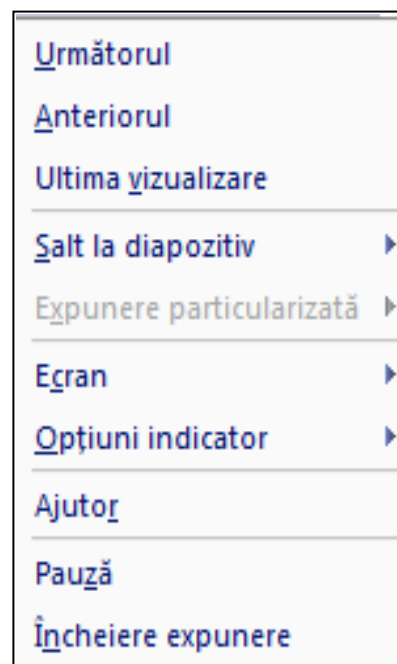 Următorul
Anteriorul
Ultima vizualizare
Salt la diapozitiv
Expunere particularizată
Ecran
Opțiuni indicator
Ajutor
Pauză
Încheiere expunere